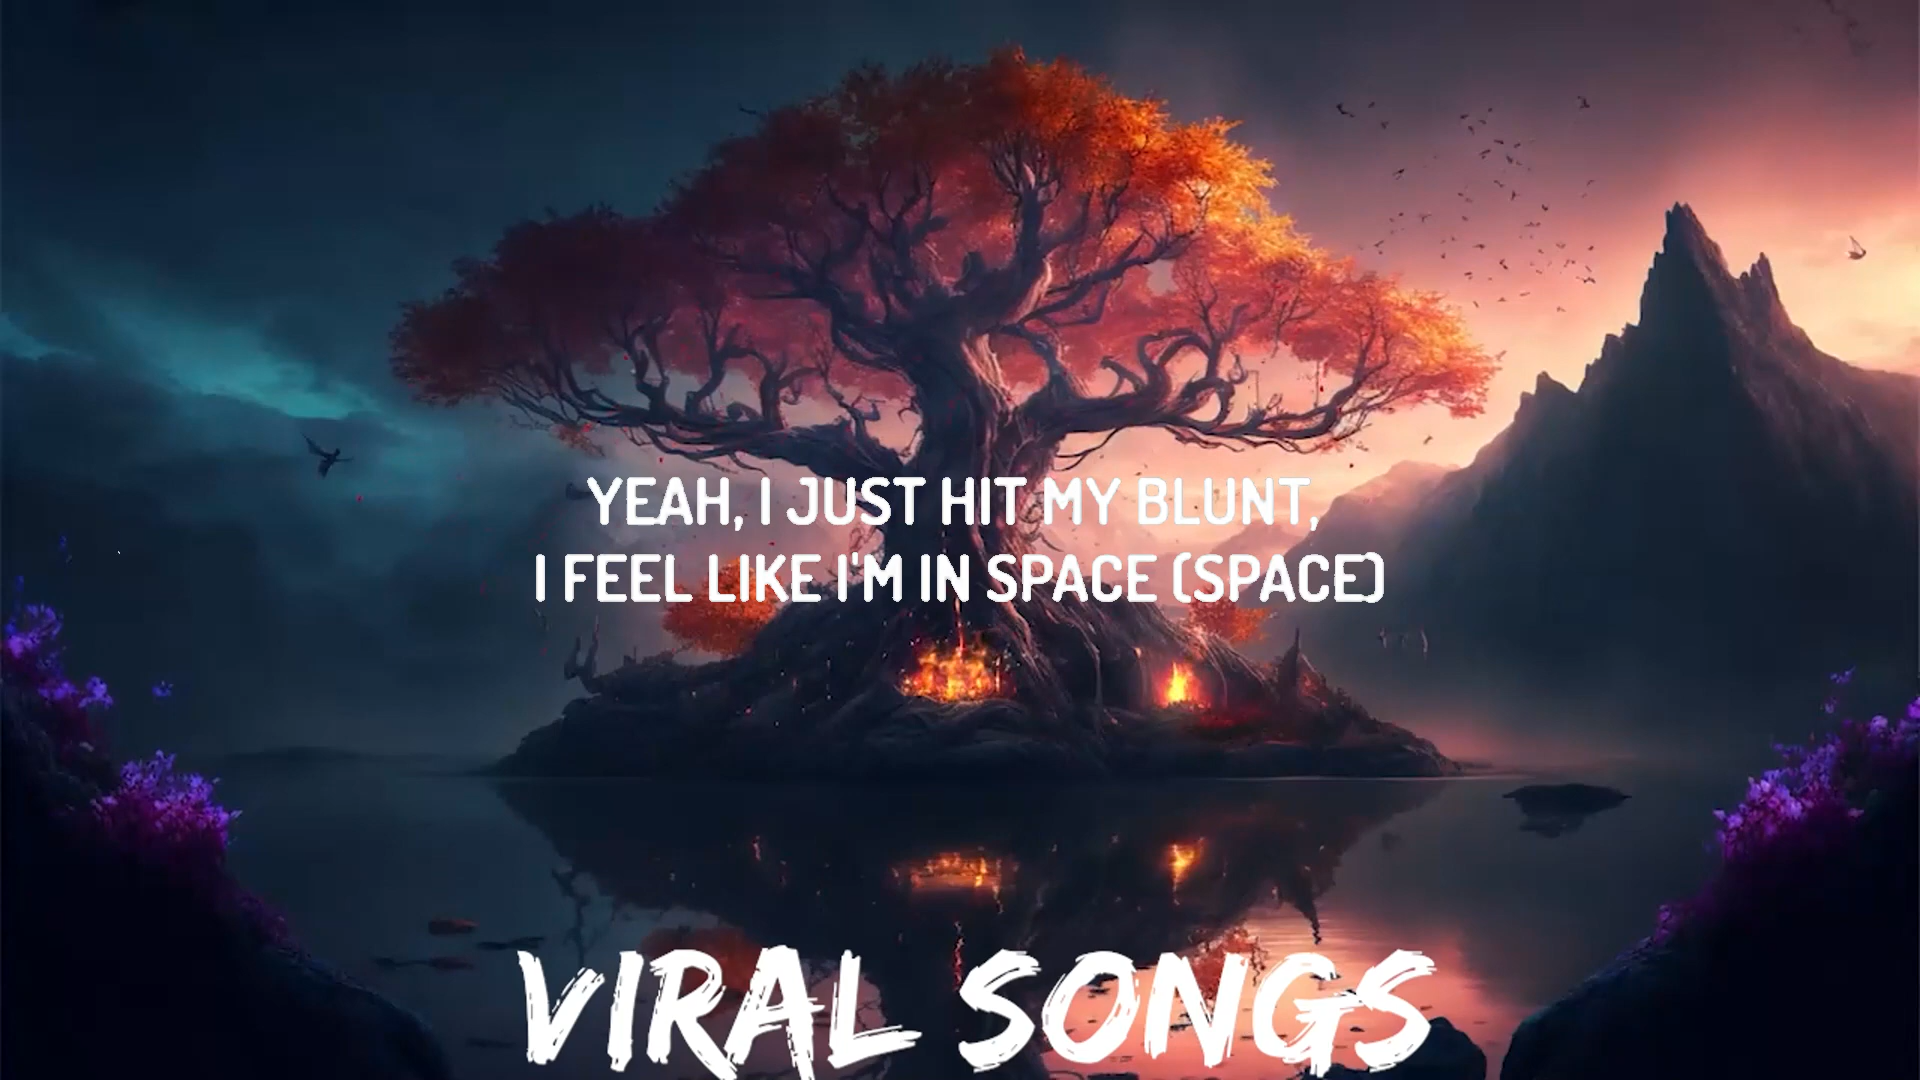 YEAH, I JUST HIT MY BLUNT,
I FEEL LIKE I'M IN SPACE (SPACE)
VIRAL SONGS